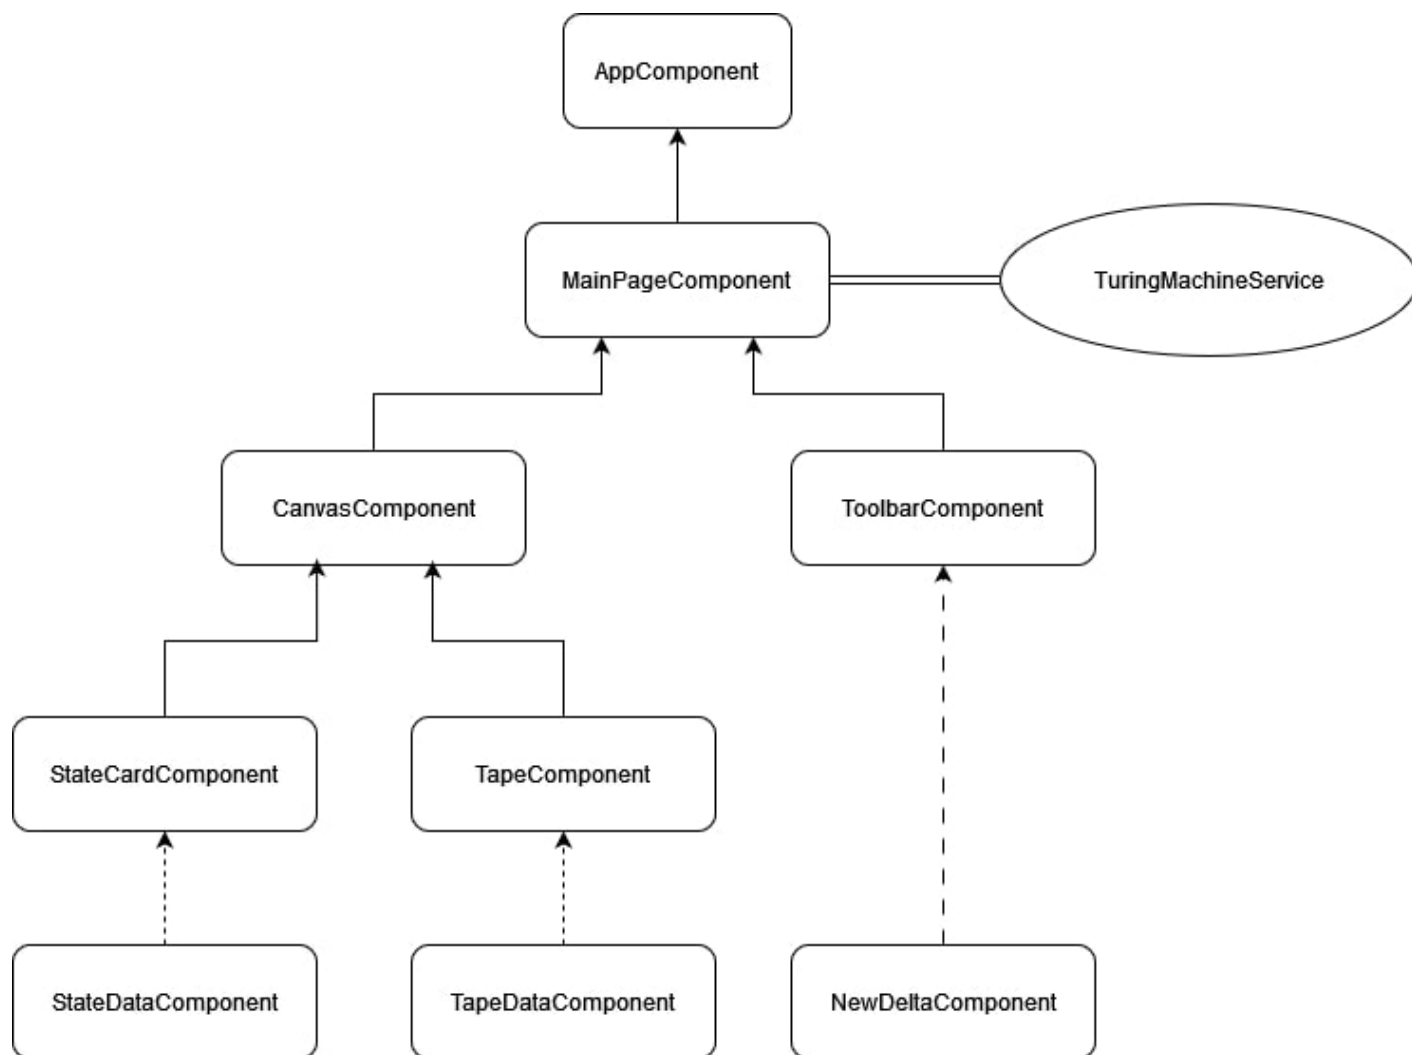 AppComponent
MainPageComponent
TuringMachineService
CanvasComponent
ToolbarComponent
StateCardComponent
TapeComponent
StateDataComponent
TapeDataComponent
NewDeltaComponent